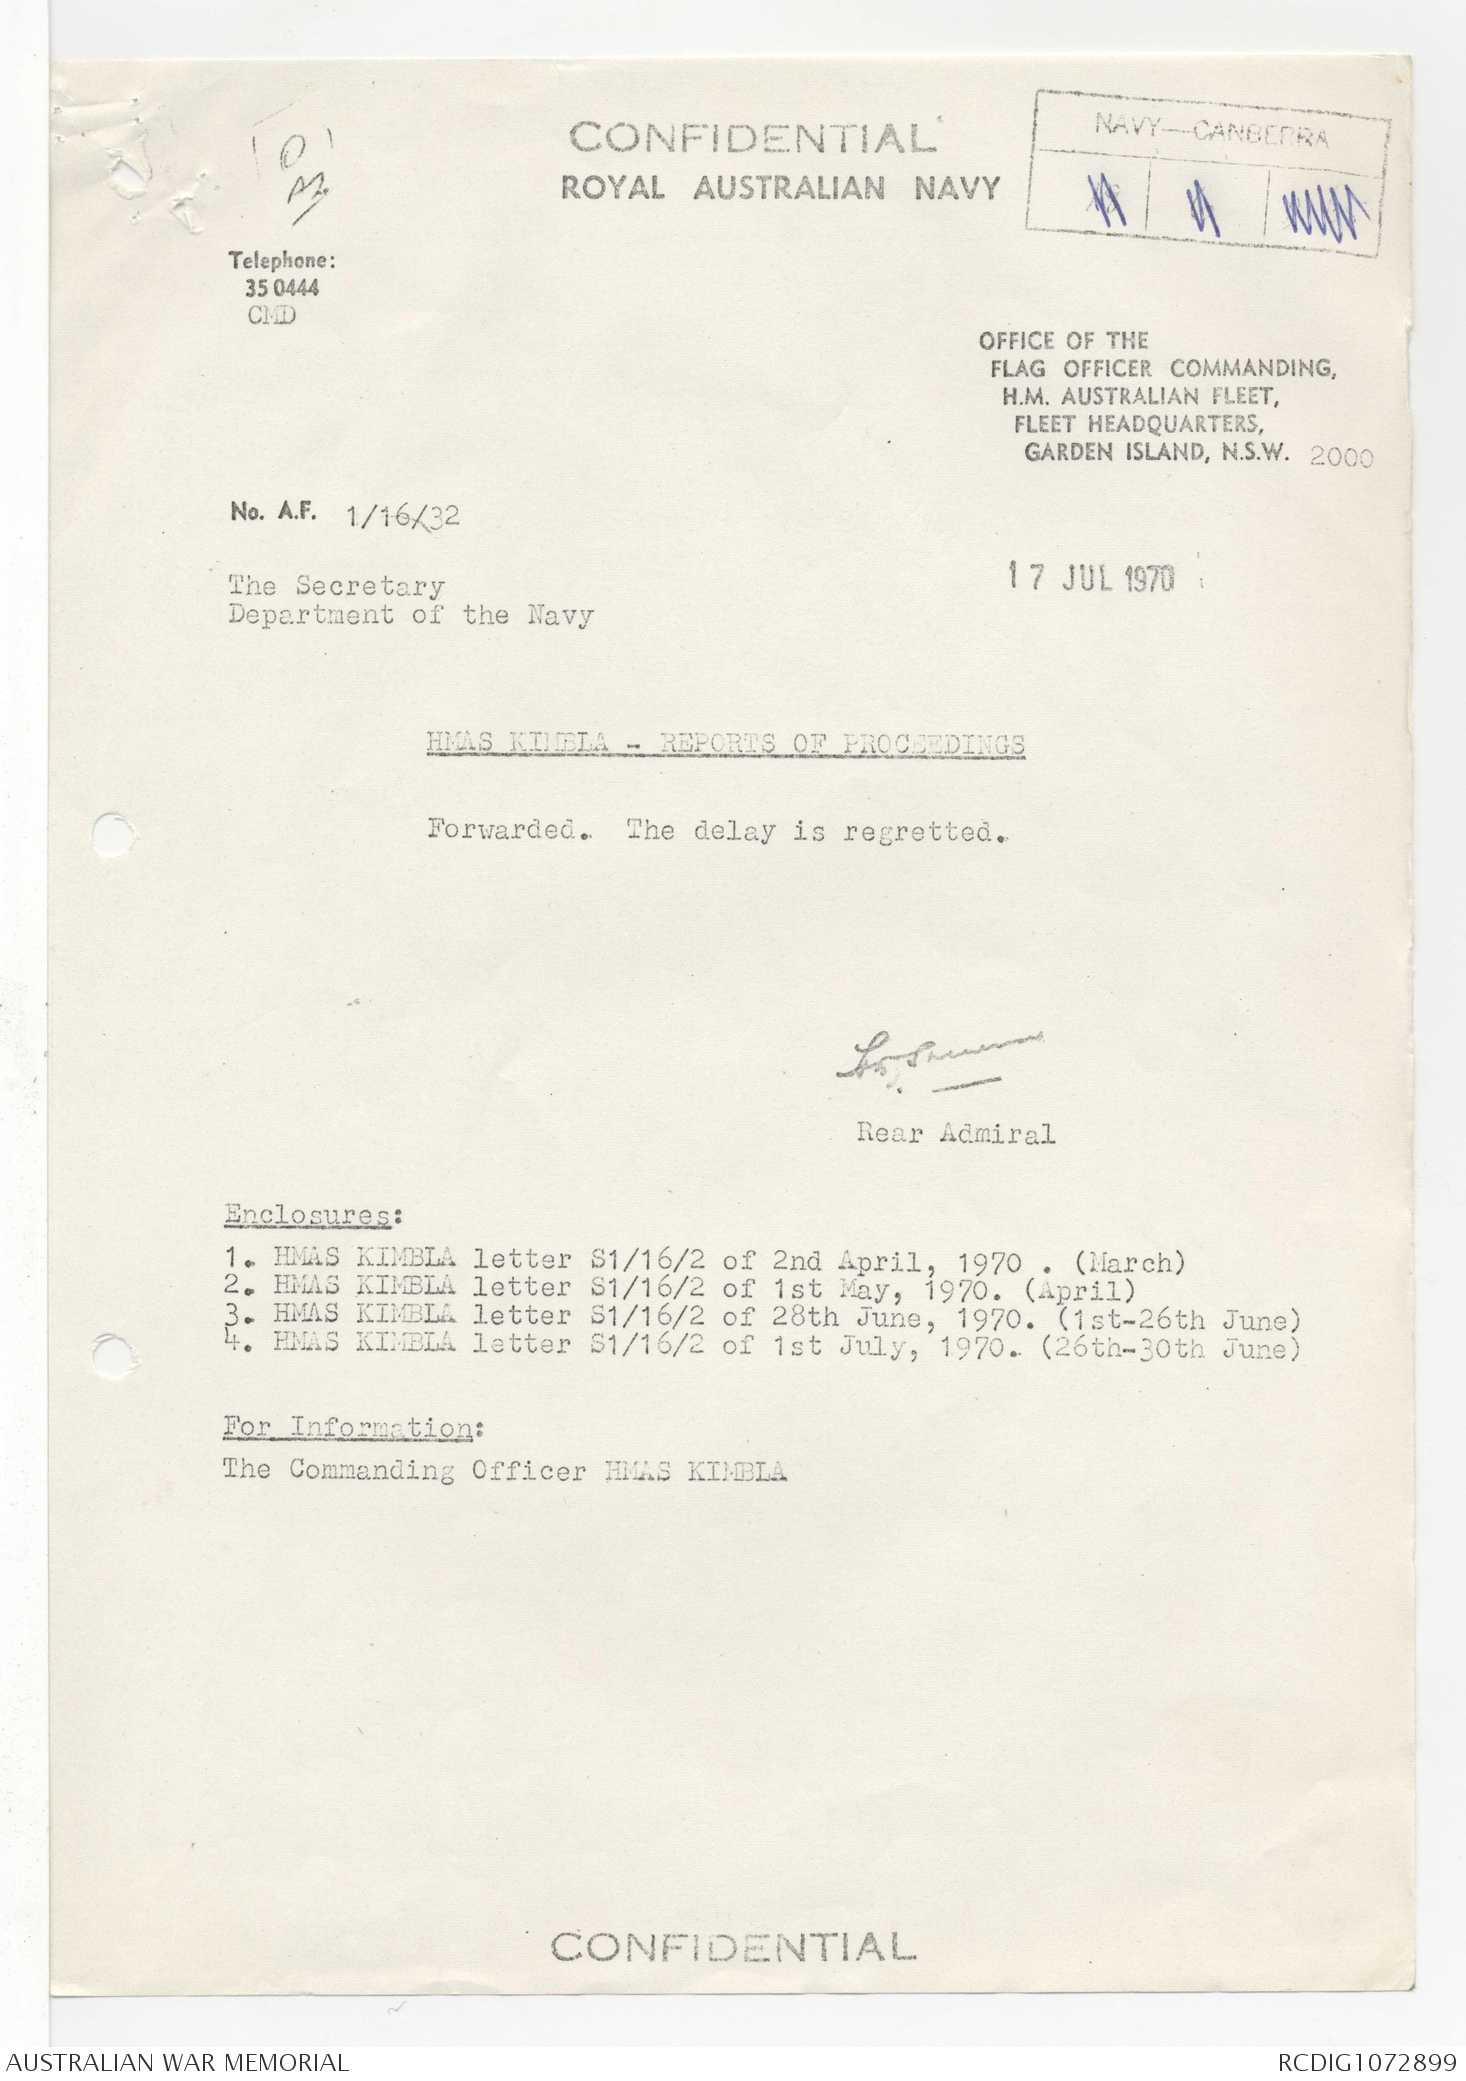 CONFIDENTIAL
ROYAL AUSTRALIAN NAVY
NAVY—CANBERRA
Telephone:
35 0444
CMD
OFFICE OF THE
FLAG OFFICER COMMANDING,
H.M. AUSTRALIAN FLEET,
FLEET HEADQUARTERS,
GARDEN ISLAND, N.S.W. 2000
No. A.F. 1/16/32
17 JUL 1970
The Secretary
Department of the Navy
HMAS KIMBLA - REPORTS OF PROCEEDINGS
Forwarded. The delay is regretted.
Rear Admiral
Enclosures:
1. HMAS KIMBLA letter S1/16/2 of 2nd April, 1970 . (March)
2. HMAS KIMBLA letter S1/16/2 of 1st May, 1970. (April)
3. HMAS KIMBLA letter S1/16/2 of 28th June, 1970. (1st-26th June)
4. HMAS KIMBLA letter S1/16/2 of 1st July, 1970. (26th-30th June)
For Information:
The Commanding Officer HMAS KIMBLA
CONFIDENTIAL
AUSTRALIAN WAR MEMORIAL
RCDIG1072899